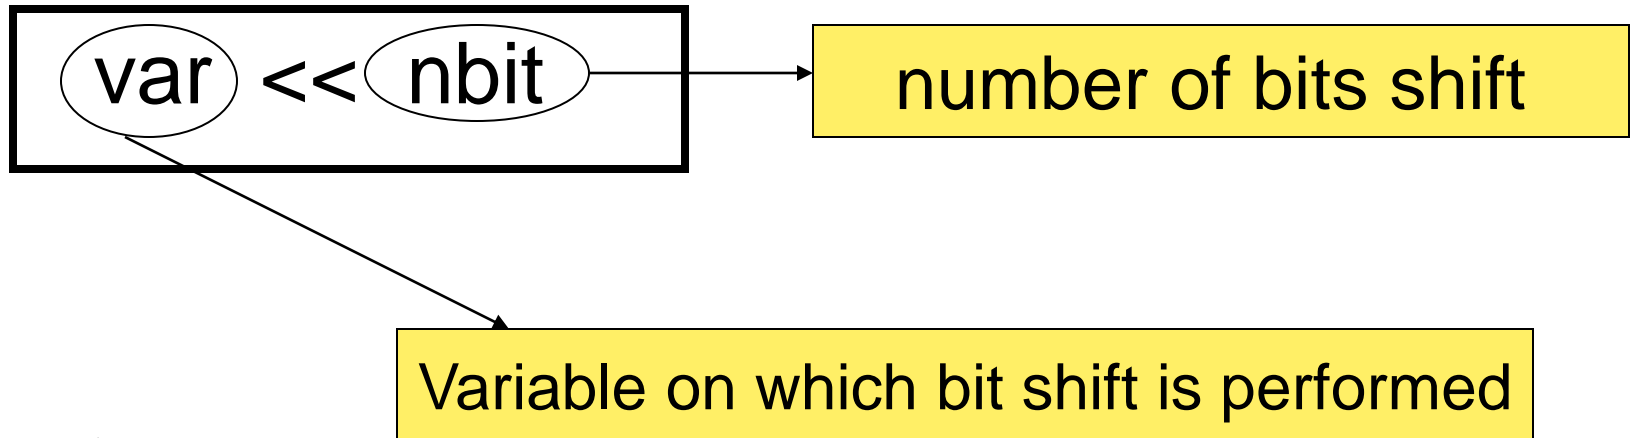 var << nbit
number of bits shift
Variable on which bit shift is performed